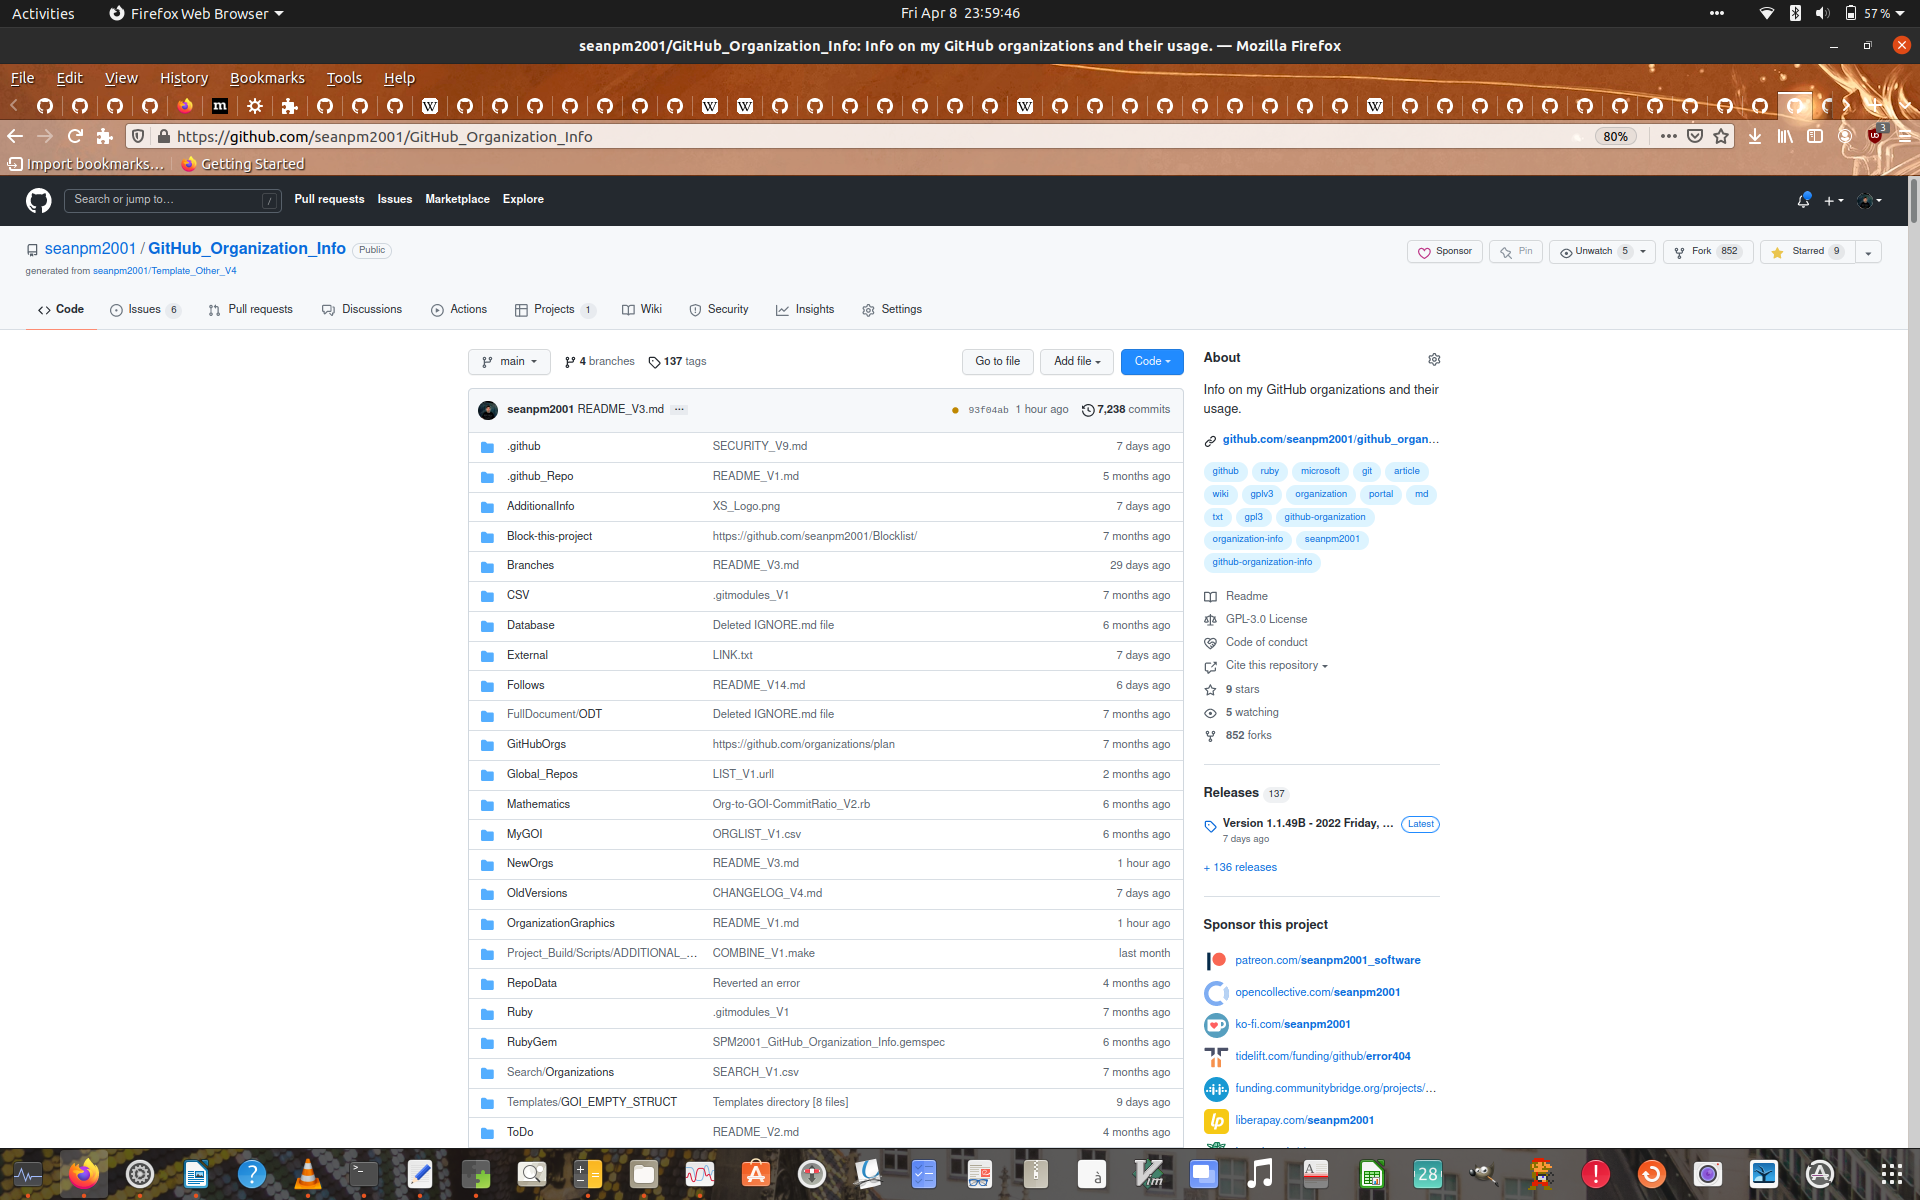 Activities Firefox Web Browser Fri Apr 8 23:59:46 57 %
seanpm2001/GitHub_Organization_Info: Info on my GitHub organizations and their usage. — Mozilla Firefox
File Edit View History Bookmarks Tools Help
https://github.com/seanpm2001/GitHub_Organization_Info 80% 3
Import bookmarks... Getting Started
Search or jump to... / Pull requests Issues Marketplace Explore
seanpm2001 / GitHub_Organization_Info Public Sponsor Pin Unwatch 5 Fork 852 Starred 9
generated from seanpm2001/Template_Other_V4
Code Issues 6 Pull requests Discussions Actions Projects 1 Wiki Security Insights Settings
main 4 branches 137 tags Go to file Add file Code
seanpm2001 README_V3.md ... 93f04ab 1 hour ago 7,238 commits
.github SECURITY_V9.md 7 days ago
.github_Repo README_V1.md 5 months ago
AdditionalInfo XS_Logo.png 7 days ago
Block-this-project https://github.com/seanpm2001/Blocklist/ 7 months ago
Branches README_V3.md 29 days ago
CSV .gitmodules_V1 7 months ago
Database Deleted IGNORE.md file 6 months ago
External LINK.txt 7 days ago
Follows README_V14.md 6 days ago
FullDocument/ODT Deleted IGNORE.md file 7 months ago
GitHubOrgs https://github.com/organizations/plan 7 months ago
Global_Repos LIST_V1.urll 2 months ago
Mathematics Org-to-GOI-CommitRatio_V2.rb 6 months ago
MyGOI ORGLIST_V1.csv 6 months ago
NewOrgs README_V3.md 1 hour ago
OldVersions CHANGELOG_V4.md 7 days ago
OrganizationGraphics README_V1.md 1 hour ago
Project_Build/Scripts/ADDITIONAL_... COMBINE_V1.make last month
RepoData Reverted an error 4 months ago
Ruby .gitmodules_V1 7 months ago
RubyGem SPM2001_GitHub_Organization_Info.gemspec 6 months ago
Search/Organizations SEARCH_V1.csv 7 months ago
Templates/GOI_EMPTY_STRUCT Templates directory [8 files] 9 days ago
ToDo README_V2.md 4 months ago
About
Info on my GitHub organizations and their
usage.
github.com/seanpm2001/github_organ...
github ruby microsoft git article
wiki gplv3 organization portal md
txt gpl3 github-organization
organization-info seanpm2001
github-organization-info
Readme
GPL-3.0 License
Code of conduct
Cite this repository
9 stars
5 watching
852 forks
Releases 137
Version 1.1.49B - 2022 Friday, ... Latest
7 days ago
+ 136 releases
Sponsor this project
patreon.com/seanpm2001_software
opencollective.com/seanpm2001
ko-fi.com/seanpm2001
tidelift.com/funding/github/error404
funding.communitybridge.org/projects/...
lp liberapay.com/seanpm2001
28